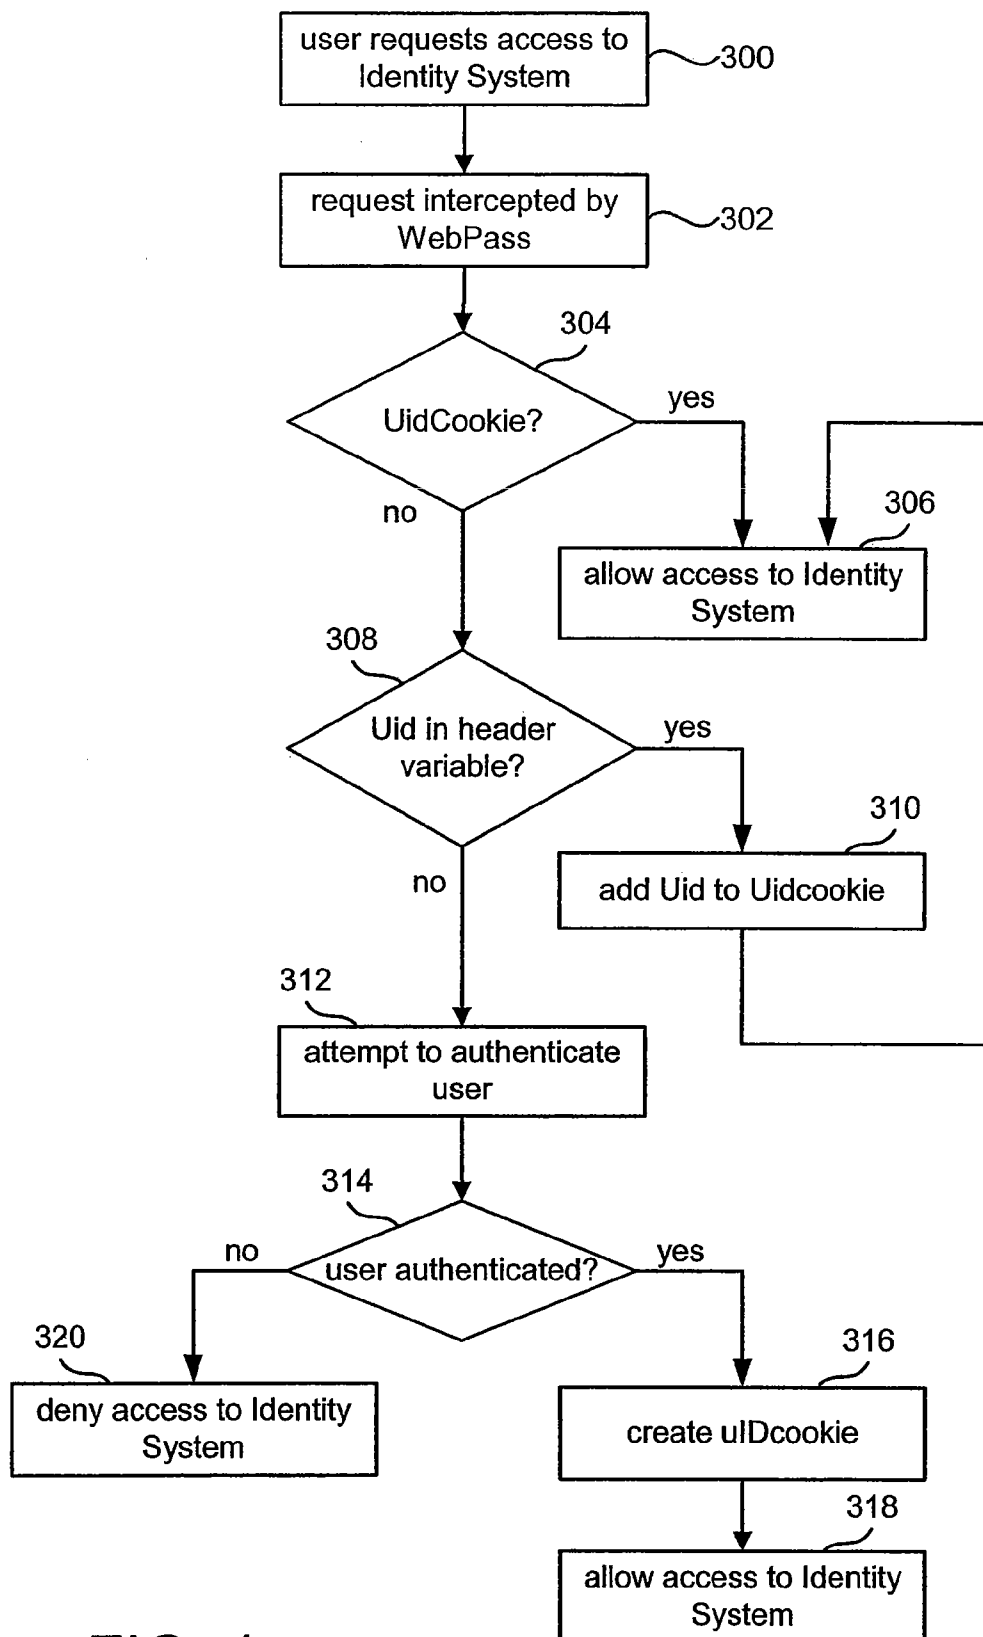 user requests access to
Identity System
300
request intercepted by
WebPass
302
304
UidCookie?
yes
no
306
allow access to Identity
System
308
Uid in header
variable?
yes
no
310
add Uid to Uidcookie
312
attempt to authenticate
user
314
user authenticated?
no
yes
320
deny access to Identity
System
316
create uIDcookie
318
allow access to Identity
System